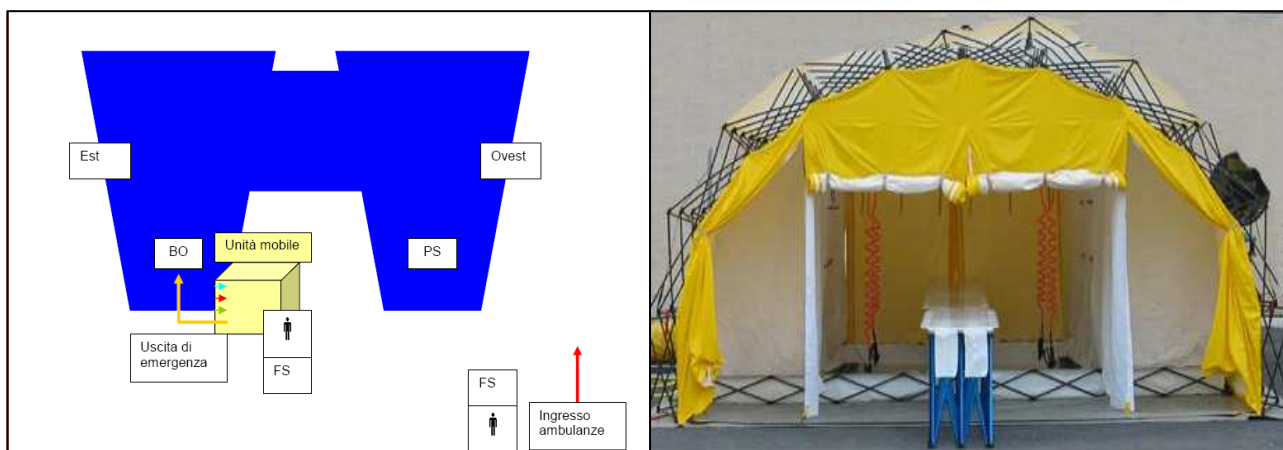 Est
Ovest
BO
Unità mobile
PS
Uscita di
emergenza
FS
FS
Ingresso
ambulanze